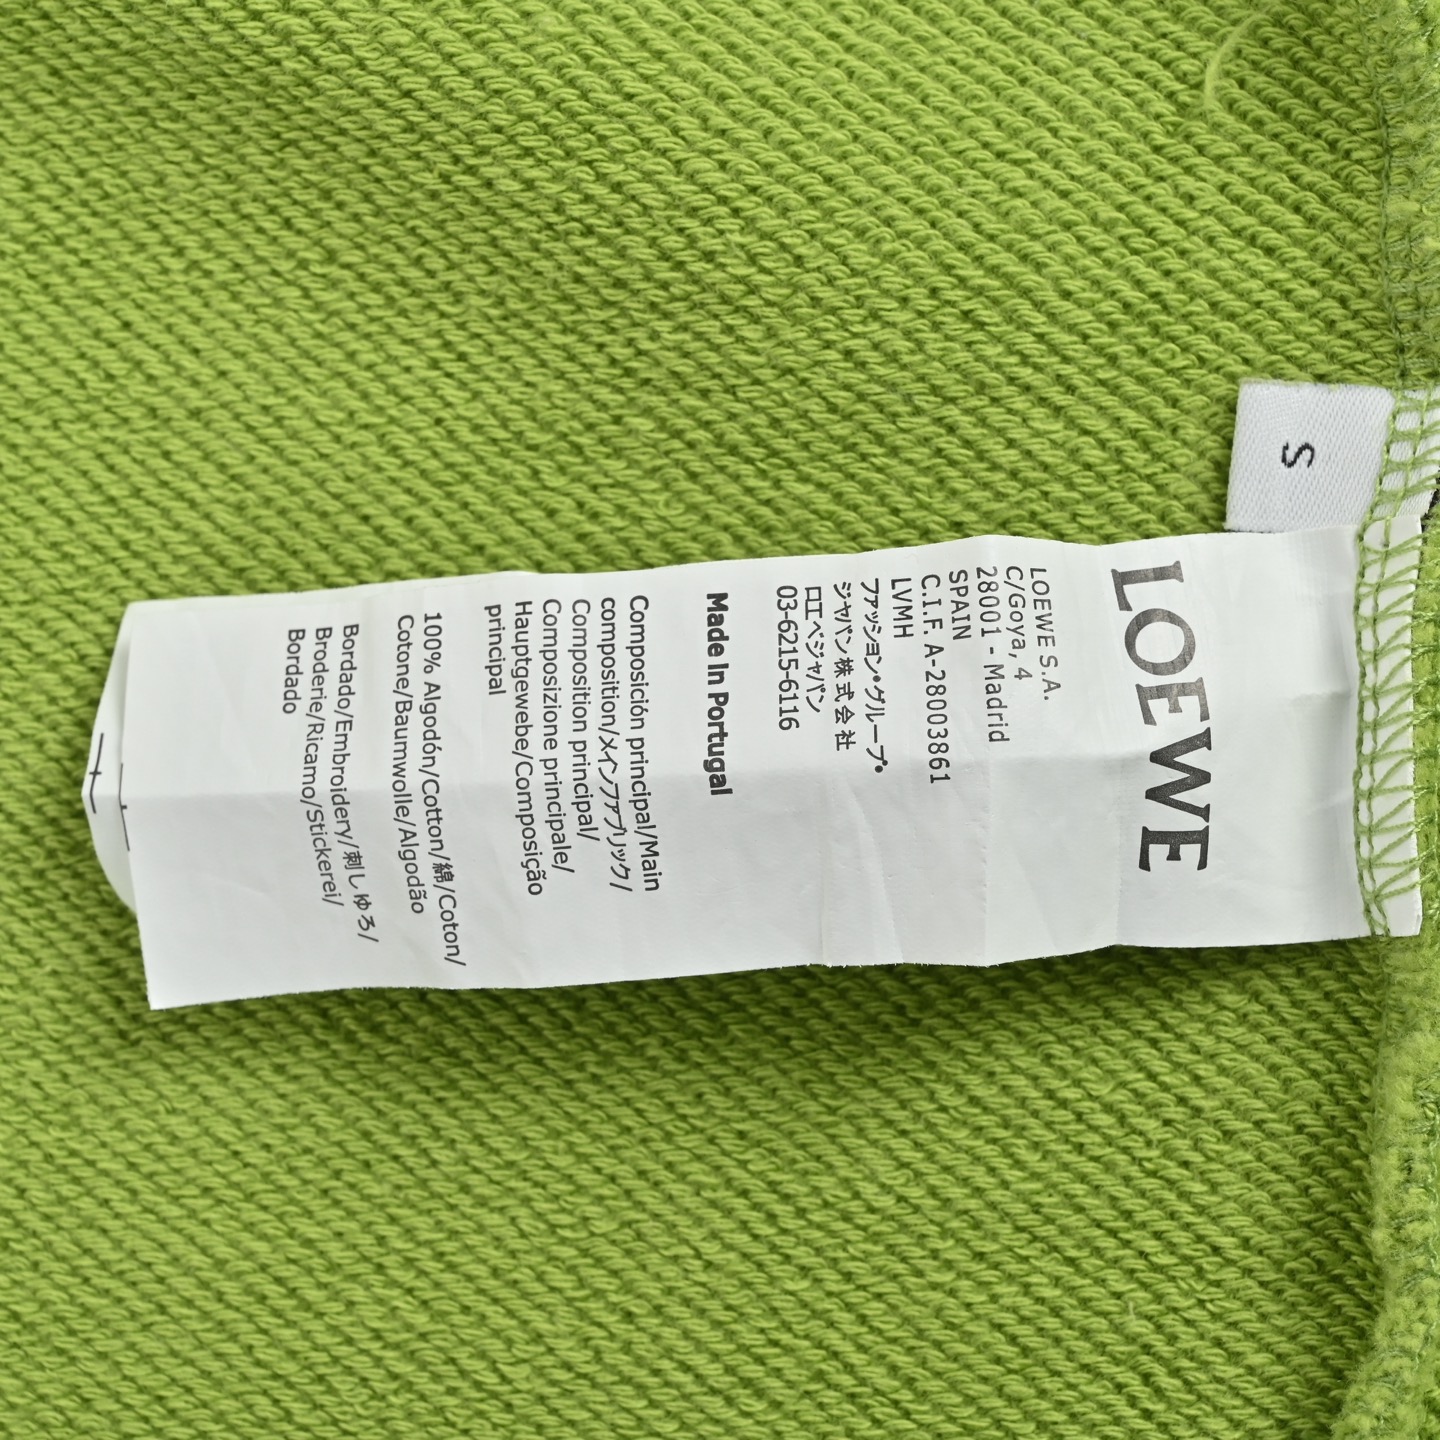 S
LOEWE
LOEWE S.A.
C/Goya, 4
28001 - Madrid
SPAIN
C.I.F. A-28003861
LVMH
ファッション・グループ・
ジャパン株式会社
ロエベジャパン
03-6215-6116
Made In Portugal
Composición principal/Main
composition/メインファブリック/
Composition principal/
Composizione principale/
Hauptgewebe/Composição
principal
100% Algodón/Cotton/綿/Coton/
Cotone/Baumwolle/Algodão
Bordado/Embroidery/刺しゅろ/
Broderie/Ricamo/Stickerei/
Bordado